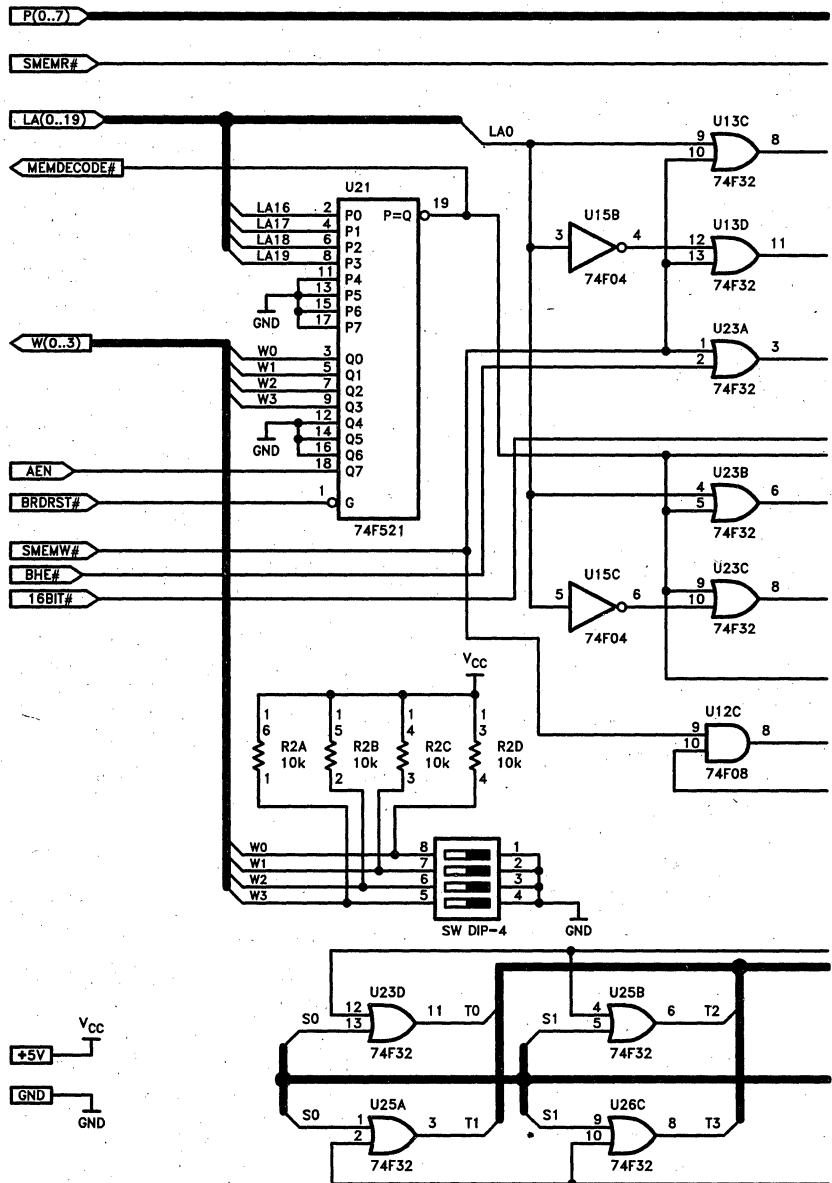 P(0..7)
SMEMR#
LA(0..19)
LA0
U13C
9 8
10
74F32
MEMDECODE#
U21
LA16 2 P0 P=Q 19
LA17 4 P1
LA18 6 P2
LA19 8 P3
11 P4
13 P5
15 P6
17 P7
GND
U15B
3 4
74F04
U13D
12 11
13
74F32
W(0..3)
W0 3 Q0
W1 5 Q1
W2 7 Q2
W3 9 Q3
12 Q4
14 Q5
16 Q6
18 Q7
GND
U23A
1 3
2
74F32
AEN
BRDRST#
1 G
74F521
U23B
4 6
5
74F32
SMEMW#
BHE#
16BIT#
U15C
5 6
74F04
U23C
9 8
10
74F32
VCC
1 1 1 1
6 5 4 3
R2A R2B R2C R2D
10k 10k 10k 10k
1 2 3 4
U12C
9 8
10
74F08
W0 8 1
W1 7 2
W2 6 3
W3 5 4
SW DIP-4
GND
U23D
S0 12 11 T0
13
74F32
U25B
S1 4 6 T2
5
74F32
VCC
+5V
GND
GND
U25A
S0 1 3 T1
2
74F32
U26C
S1 9 8 T3
10
74F32